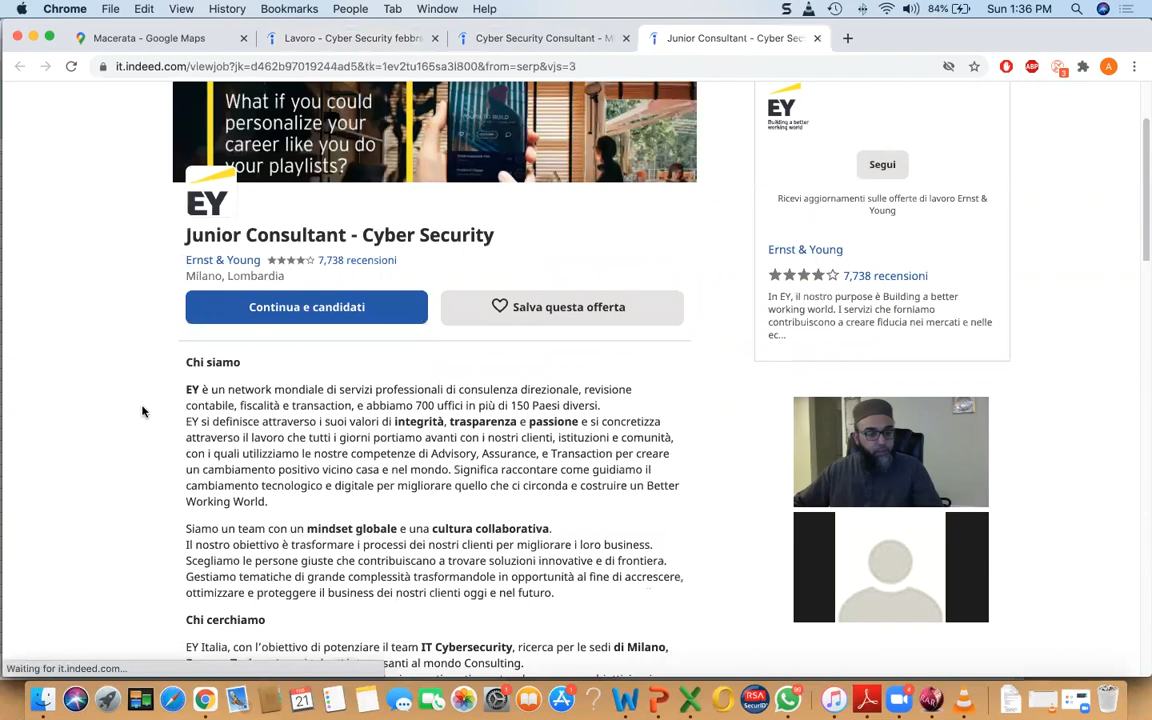 Chrome File Edit View History Bookmarks People Tab Window Help 84% Sun 1:36 PM
Macerata - Google Maps
Lavoro - Cyber Security febbr
Cyber Security Consultant - M
Junior Consultant - Cyber Sec
it.indeed.com/viewjob?jk=d462b97019244ad5&tk=1ev2tu165sa3l800&from=serp&vjs=3
What if you could
personalize your
career like you do
your playlists?
EY
Junior Consultant - Cyber Security
Ernst & Young 7,738 recensioni
Milano, Lombardia
Continua e candidati
Salva questa offerta
Chi siamo
EY è un network mondiale di servizi professionali di consulenza direzionale, revisione
contabile, fiscalità e transaction, e abbiamo 700 uffici in più di 150 Paesi diversi.
EY si definisce attraverso i suoi valori di integrità, trasparenza e passione e si concretizza
attraverso il lavoro che tutti i giorni portiamo avanti con i nostri clienti, istituzioni e comunità,
con i quali utilizziamo le nostre competenze di Advisory, Assurance, e Transaction per creare
un cambiamento positivo vicino casa e nel mondo. Significa raccontare come guidiamo il
cambiamento tecnologico e digitale per migliorare quello che ci circonda e costruire un Better
Working World.
Siamo un team con un mindset globale e una cultura collaborativa.
Il nostro obiettivo è trasformare i processi dei nostri clienti per migliorare i loro business.
Scegliamo le persone giuste che contribuiscano a trovare soluzioni innovative e di frontiera.
Gestiamo tematiche di grande complessità trasformandole in opportunità al fine di accrescere,
ottimizzare e proteggere il business dei nostri clienti oggi e nel futuro.
Chi cerchiamo
EY Italia, con l'obiettivo di potenziare il team IT Cybersecurity, ricerca per le sedi di Milano,
al mondo Consulting.
EY
Building a better
working world
Segui
Ricevi aggiornamenti sulle offerte di lavoro Ernst &
Young
Ernst & Young
7,738 recensioni
In EY, il nostro purpose è Building a better
working world. I servizi che forniamo
contribuiscono a creare fiducia nei mercati e nelle
ec...
Waiting for it.indeed.com...